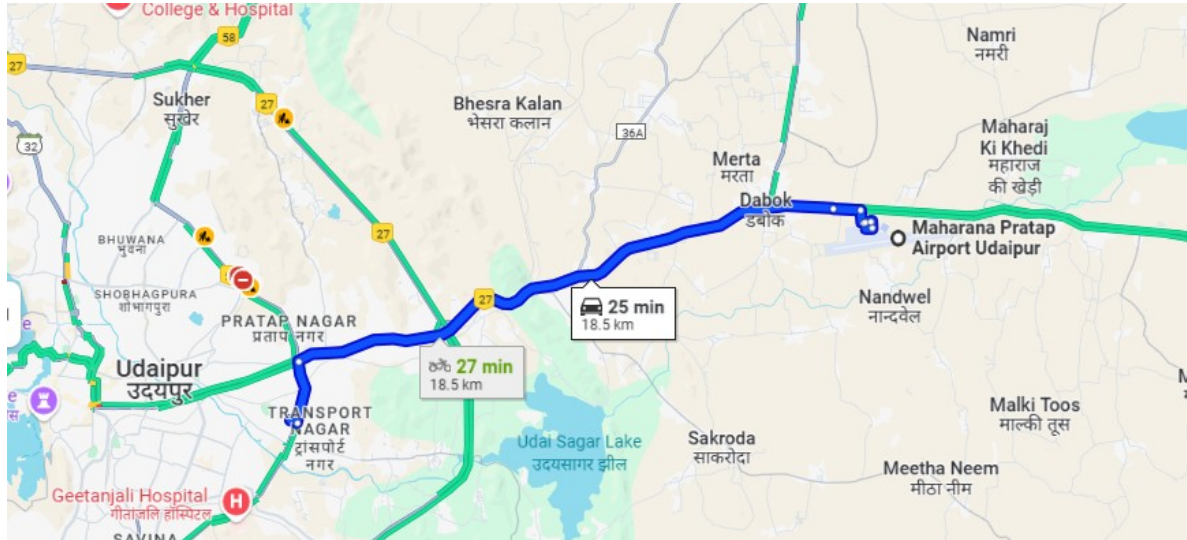 College & Hospital
58
27
Sukher
सुखेर
27
32
Bhesra Kalan
भेसरा कलान
36A
Namri
नमरी
Maharaj
Ki Khedi
महाराज
की खेड़ी
Merta
मरता
Dabok
डबोक
Maharana Pratap
Airport Udaipur
27
BHUWANA
भुवना
SHOBHAGPURA
शोभागपुरा
PRATAP NAGAR
प्रताप नगर
27
25 min
18.5 km
Nandwel
नान्दवेल
27 min
18.5 km
Udaipur
उदयपुर
TRANSPORT
NAGAR
ट्रांसपोर्ट
नगर
Udai Sagar Lake
उदयसागर झील
Sakroda
साकरोदा
Malki Toos
माल्की तूस
Meetha Neem
मीठा नीम
Geetanjali Hospital
गीतांजलि हॉस्पिटल
H
SAVINA